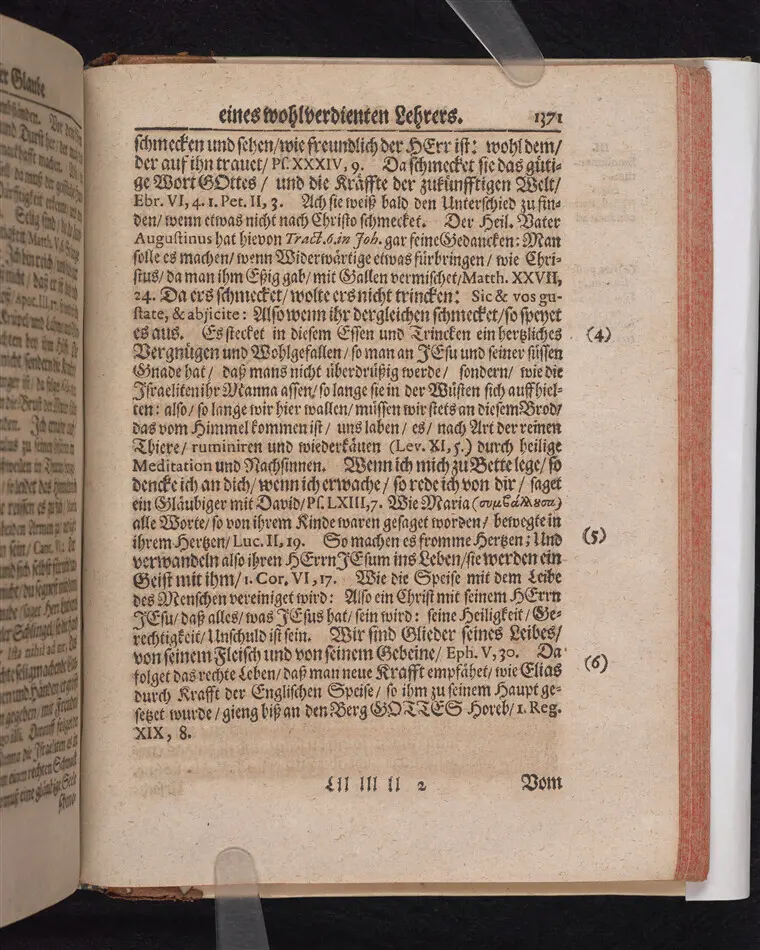 eines wohlverdienten Lehrers. 1371
schmecken und sehen/wie freundlich der HErr ist: wohl dem/
der auf ihn trauet/ Ps. XXXIV, 9. Da schmecket sie das güti-
ge Wort GOttes / und die Kräffte der zukünfftigen Welt/
Ebr. VI, 4. 1. Pet. II, 3. Ach sie weiß bald den Unterschied zu fin-
den/ wenn etwas nicht nach Christo schmecket. Der Heil. Vater
Augustinus hat hievon Tract. 6. in Joh. gar feine Gedancken: Man
solle es machen/ wenn Widerwärtige etwas fürbringen/ wie Chri-
stus/ da man ihm Eßig gab/ mit Gallen vermischet/ Matth. XXVII,
24. Da ers schmecket/ wolte ers nicht trincken: Sic & vos gu-
state, & abjicite: Also wenn ihr dergleichen schmecket/ so speyet
es aus. Es stecket in diesem Essen und Trincken ein hertzliches (4)
Vergnügen und Wohlgefallen/ so man an JEsu und seiner süssen
Gnade hat/ daß mans nicht überdrüßig werde/ sondern/ wie die
Israeliten ihr Manna assen/ so lange sie in der Wüsten sich auffhiel-
ten: also/ so lange wir hier wallen/ müssen wir stets an diesem Brod/
das vom Himmel kommen ist/ uns laben/ es/ nach Art der reinen
Thiere/ ruminiren und wiederkäuen (Lev. XI, 5.) durch heilige
Meditation und Nachsinnen. Wenn ich mich zu Bette lege/ so
dencke ich an dich/ wenn ich erwache/ so rede ich von dir/ saget
ein Gläubiger mit David/ Ps. LXIII, 7. Wie Maria (συμβάλλουσα)
alle Worte/ so von ihrem Kinde waren gesaget worden/ bewegte in
ihrem Hertzen/ Luc. II, 19. So machen es fromme Hertzen; Und (5)
verwandeln also ihren HErrn JEsum ins Leben/ sie werden ein
Geist mit ihm/ 1. Cor. VI, 17. Wie die Speise mit dem Leibe
des Menschen vereiniget wird: Also ein Christ mit seinem HErrn
JEsu/ daß alles/ was JEsus hat/ sein wird: seine Heiligkeit/ Ge-
rechtigkeit/ Unschuld ist sein. Wir sind Glieder seines Leibes/
von seinem Fleisch und von seinem Gebeine/ Eph. V, 30. Da (6)
folget das rechte Leben/ daß man neue Krafft empfähet/ wie Elias
durch Krafft der Englischen Speise/ so ihm zu seinem Haupt ge-
setzet wurde/ gieng biß an den Berg GOTTES Horeb/ 1. Reg.
XIX, 8.
Lll lll ll 2 Vom